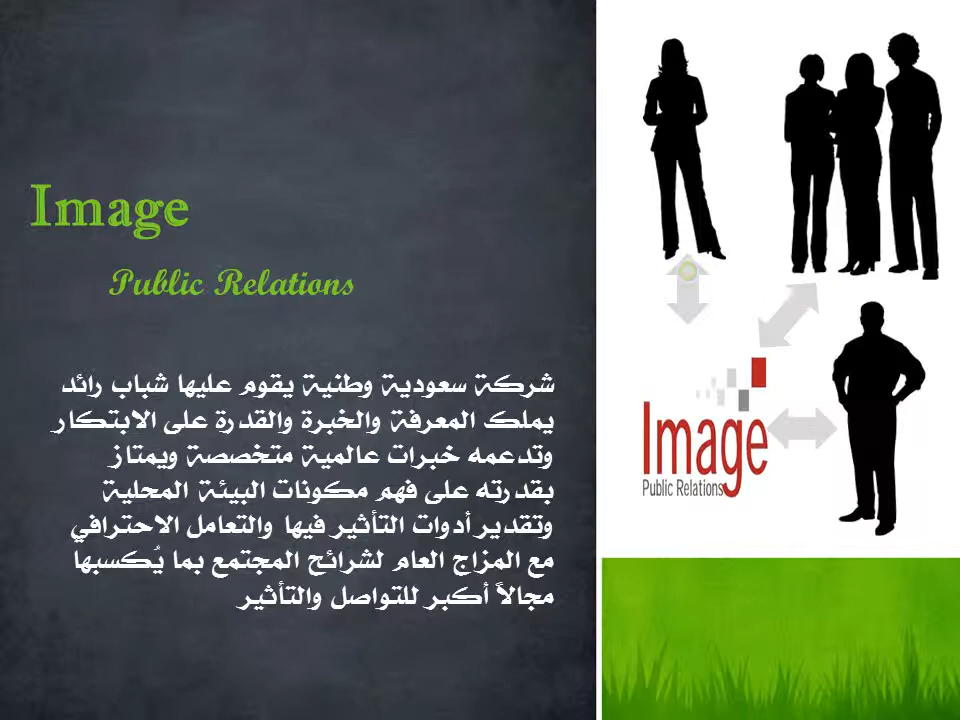 Image
Public Relations
شركة سعودية وطنية يقوم عليها شباب رائد
يملك المعرفة والخبرة والقدرة على الابتكار
وتدعمه خبرات عالمية متخصصة ويمتاز
بقدرته على فهم مكونات البيئة المحلية
وتقدير أدوات التأثير فيها والتعامل الاحترافي
مع المزاج العام لشرائح المجتمع بما يُكسبها
مجالاً أكبر للتواصل والتأثير
Image
Public Relations